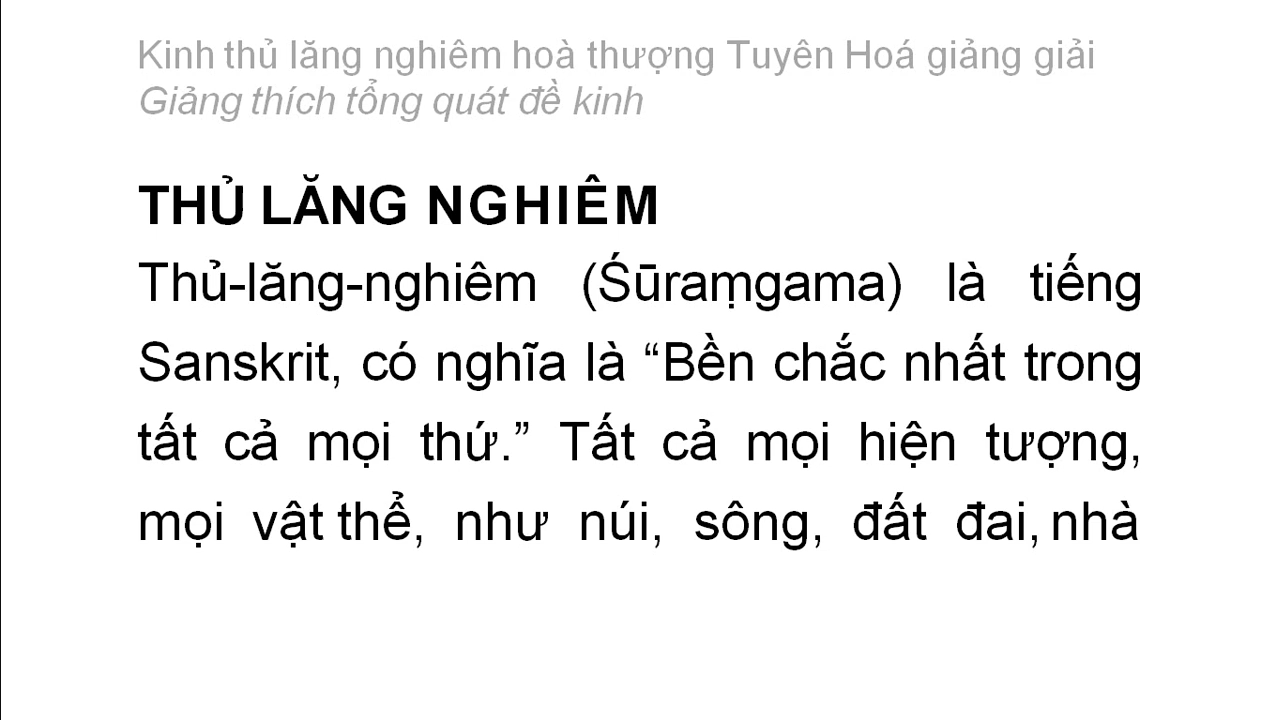 Kinh thủ lăng nghiêm hoà thượng Tuyên Hoá giảng giải
Giảng thích tổng quát đề kinh
THỦ LĂNG NGHIÊM
Thủ-lăng-nghiêm (Śūraṃgama) là tiếng
Sanskrit, có nghĩa là “Bền chắc nhất trong
tất cả mọi thứ.” Tất cả mọi hiện tượng,
mọi vật thể, như núi, sông, đất đai, nhà